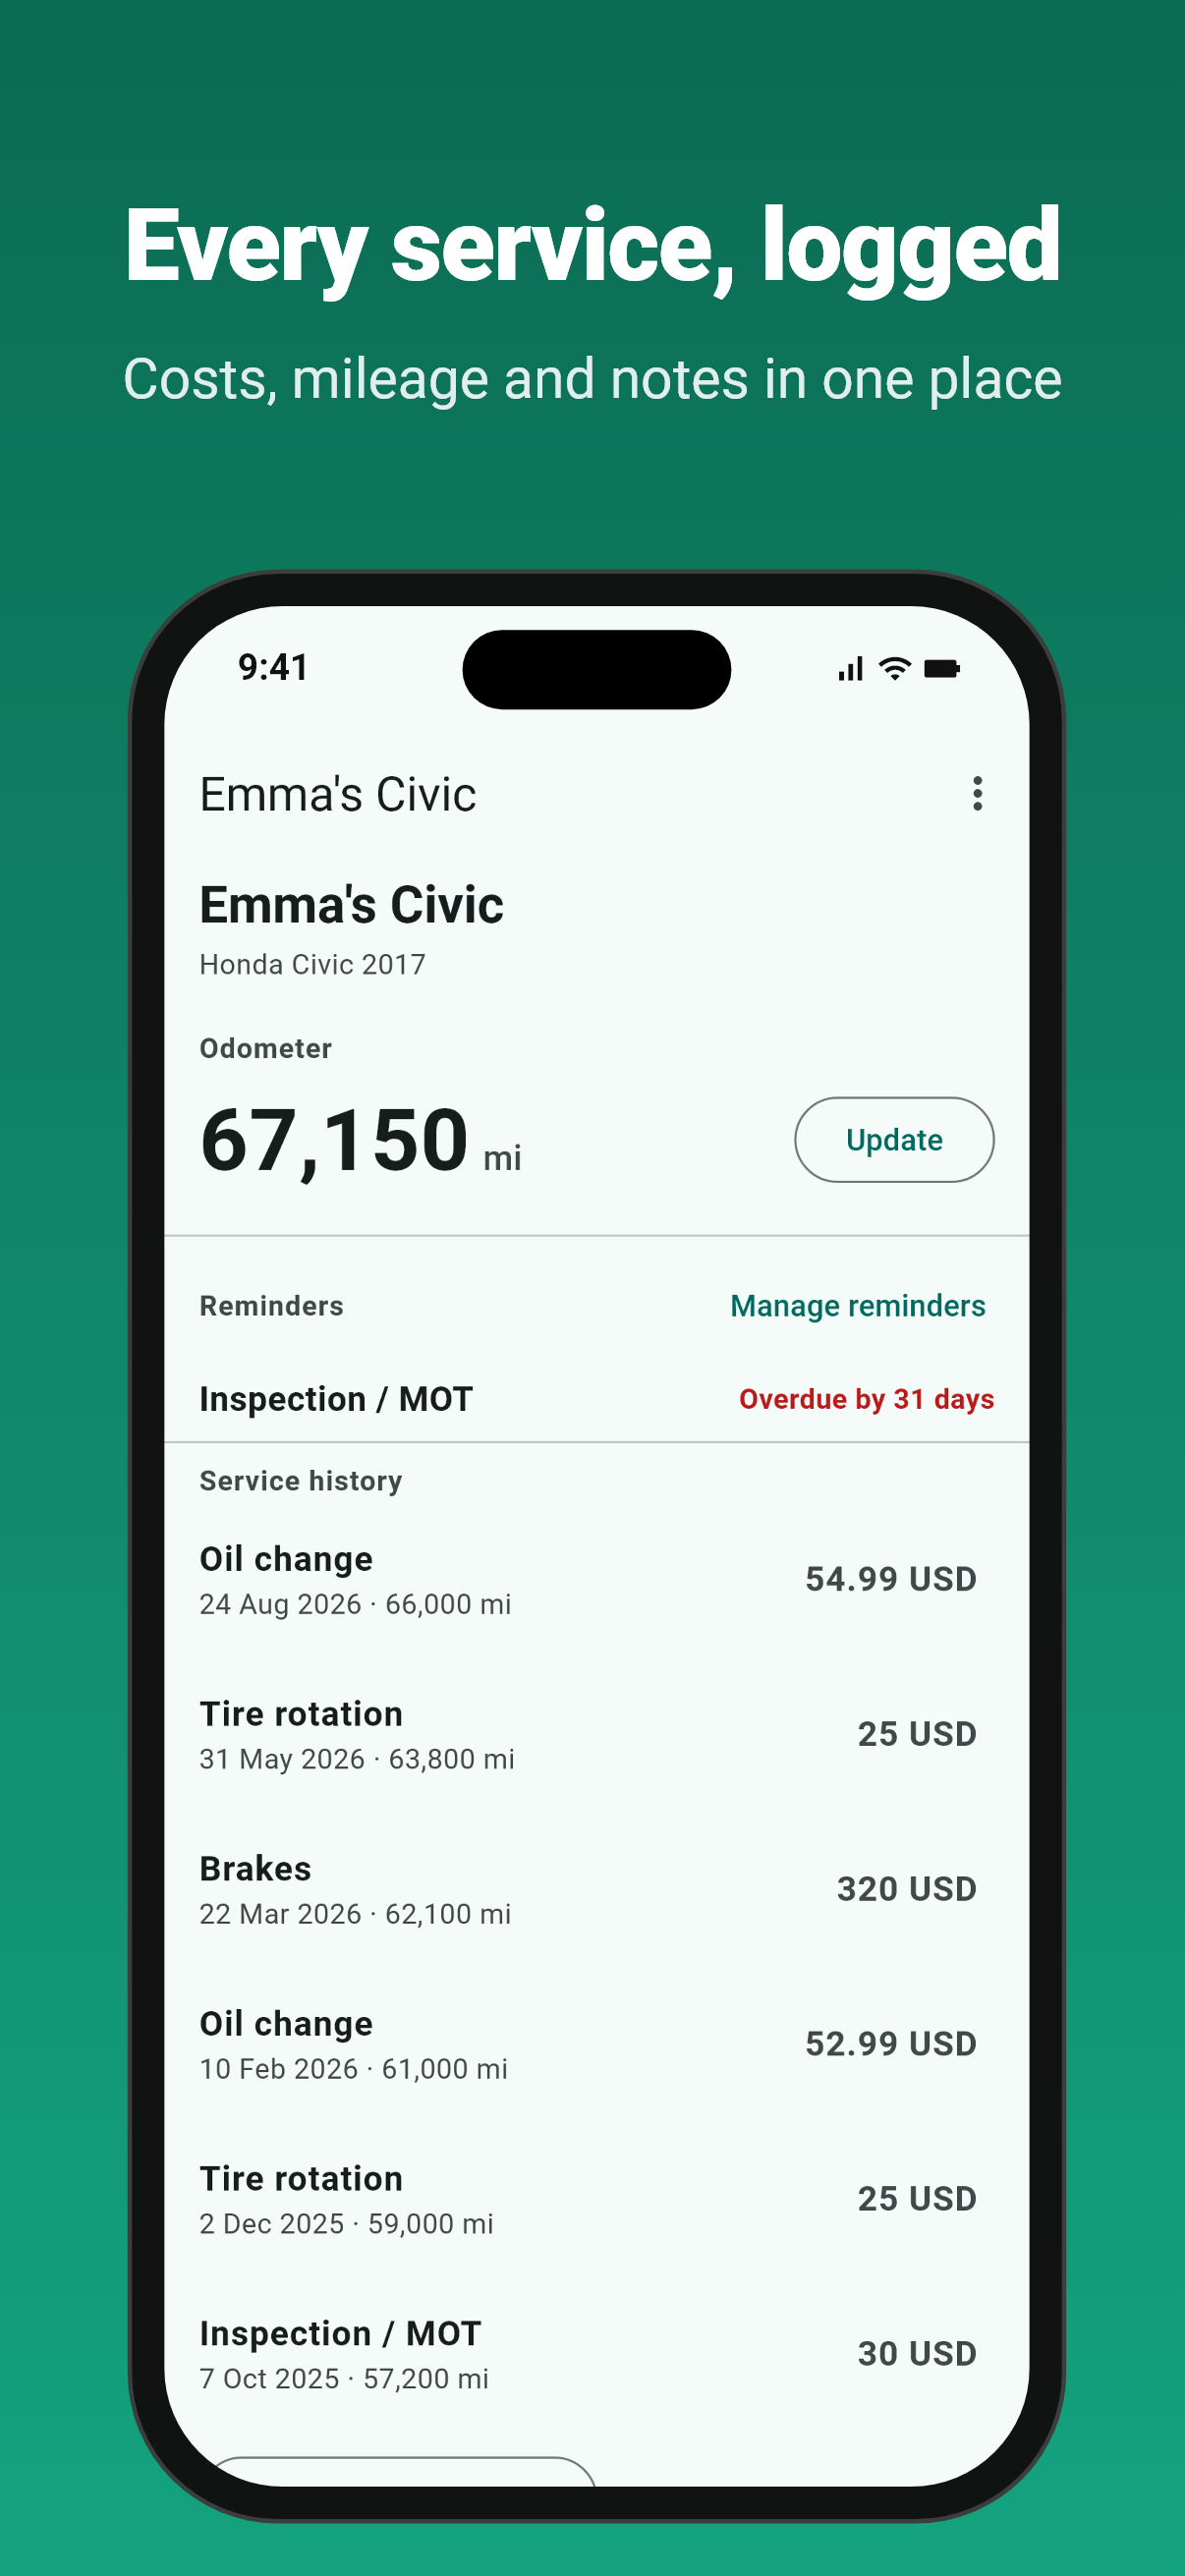 Every service, logged
Costs, mileage and notes in one place
9:41
Emma's Civic
Emma's Civic
Honda Civic 2017
Odometer
67,150 mi
Update
Reminders
Manage reminders
Inspection / MOT
Overdue by 31 days
Service history
Oil change
54.99 USD
24 Aug 2026 · 66,000 mi
Tire rotation
25 USD
31 May 2026 · 63,800 mi
Brakes
320 USD
22 Mar 2026 · 62,100 mi
Oil change
52.99 USD
10 Feb 2026 · 61,000 mi
Tire rotation
25 USD
2 Dec 2025 · 59,000 mi
Inspection / MOT
30 USD
7 Oct 2025 · 57,200 mi